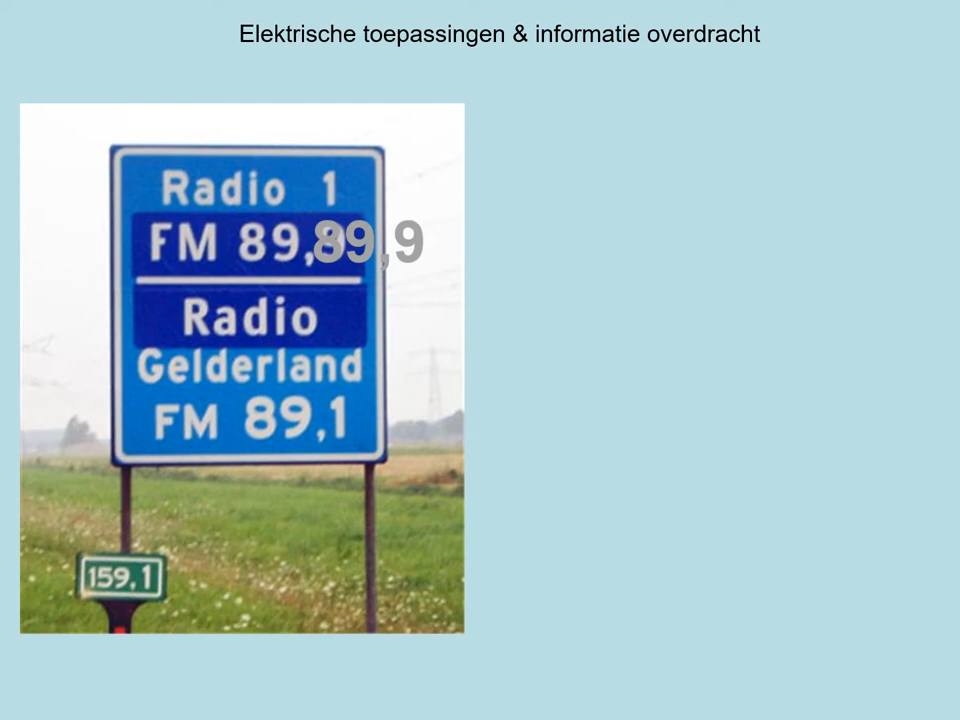 Elektrische toepassingen & informatie overdracht
Radio 1
FM 89,
89,9
Radio
Gelderland
FM 89,1
159,1